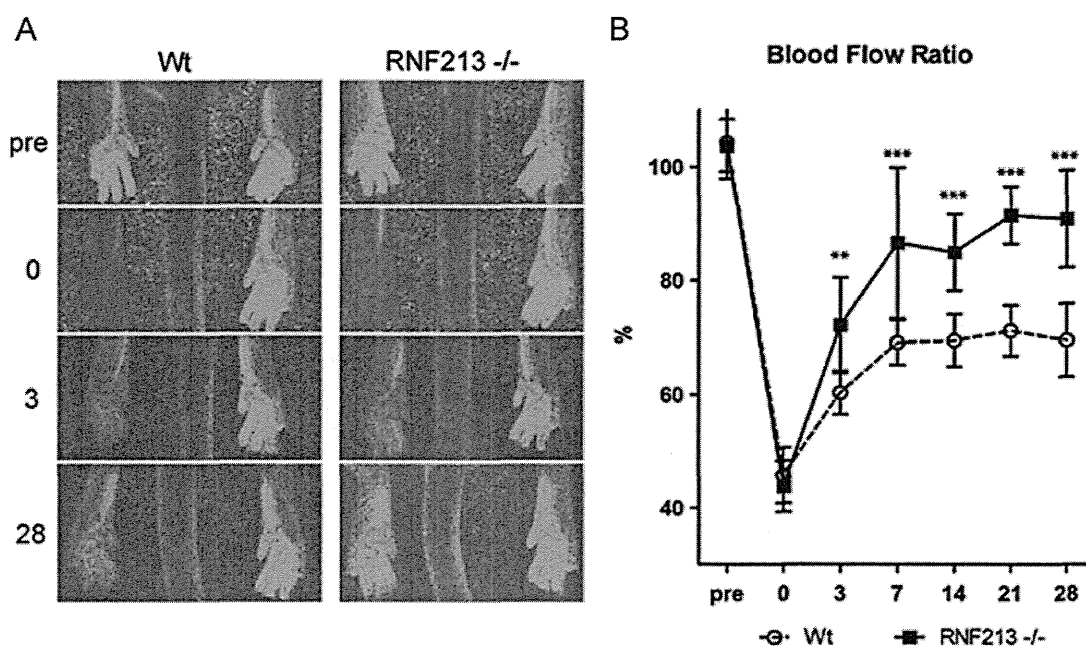 A
Wt
RNF213 -/-
pre
0
3
28
B
Blood Flow Ratio
%
100
80
60
40
**
***
***
***
***
pre 0 3 7 14 21 28
Wt RNF213 -/-